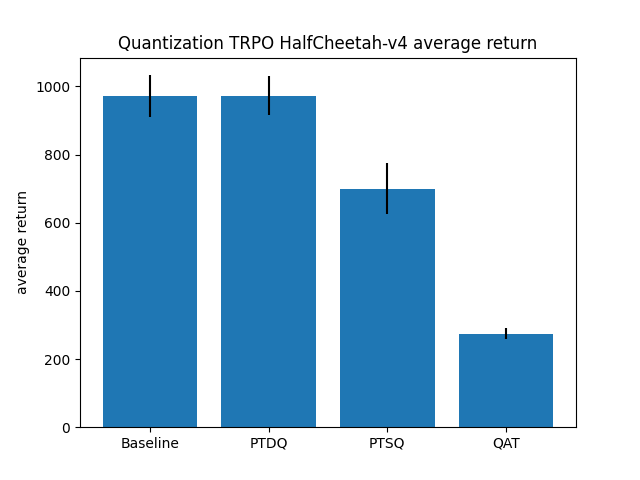 Quantization TRPO HalfCheetah-v4 average return
average return
1000
800
600
400
200
0
Baseline PTDQ PTSQ QAT